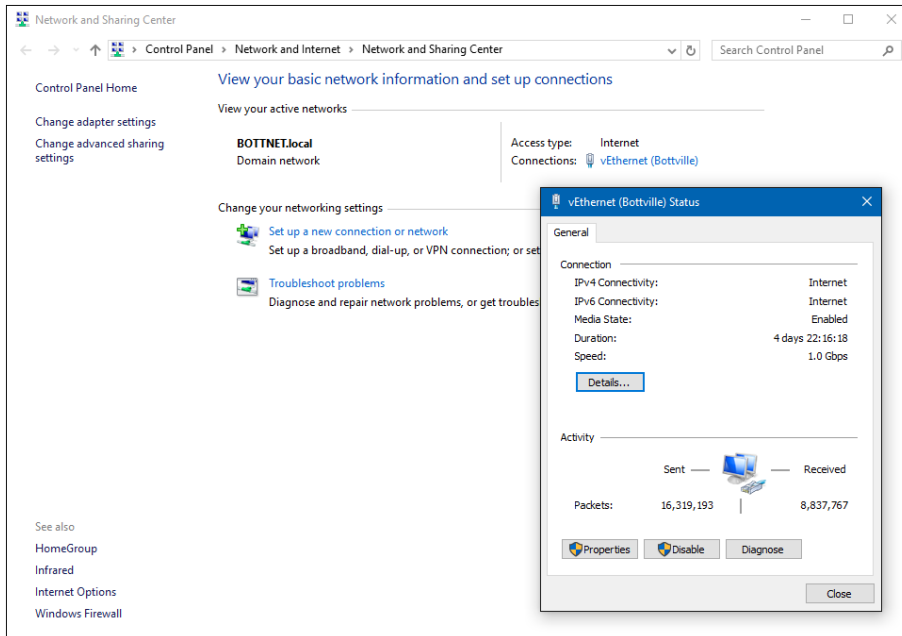 Network and Sharing Center
Control Panel > Network and Internet > Network and Sharing Center
Search Control Panel
Control Panel Home
Change adapter settings
Change advanced sharing
settings
View your basic network information and set up connections
View your active networks
BOTTNET.local
Domain network
Access type: Internet
Connections: vEthernet (Bottville)
Change your networking settings
Set up a new connection or network
Set up a broadband, dial-up, or VPN connection; or set
Troubleshoot problems
Diagnose and repair network problems, or get troubles
See also
HomeGroup
Infrared
Internet Options
Windows Firewall
vEthernet (Bottville) Status
General
Connection
IPv4 Connectivity: Internet
IPv6 Connectivity: Internet
Media State: Enabled
Duration: 4 days 22:16:18
Speed: 1.0 Gbps
Details...
Activity
Sent Received
Packets: 16,319,193 8,837,767
Properties Disable Diagnose
Close